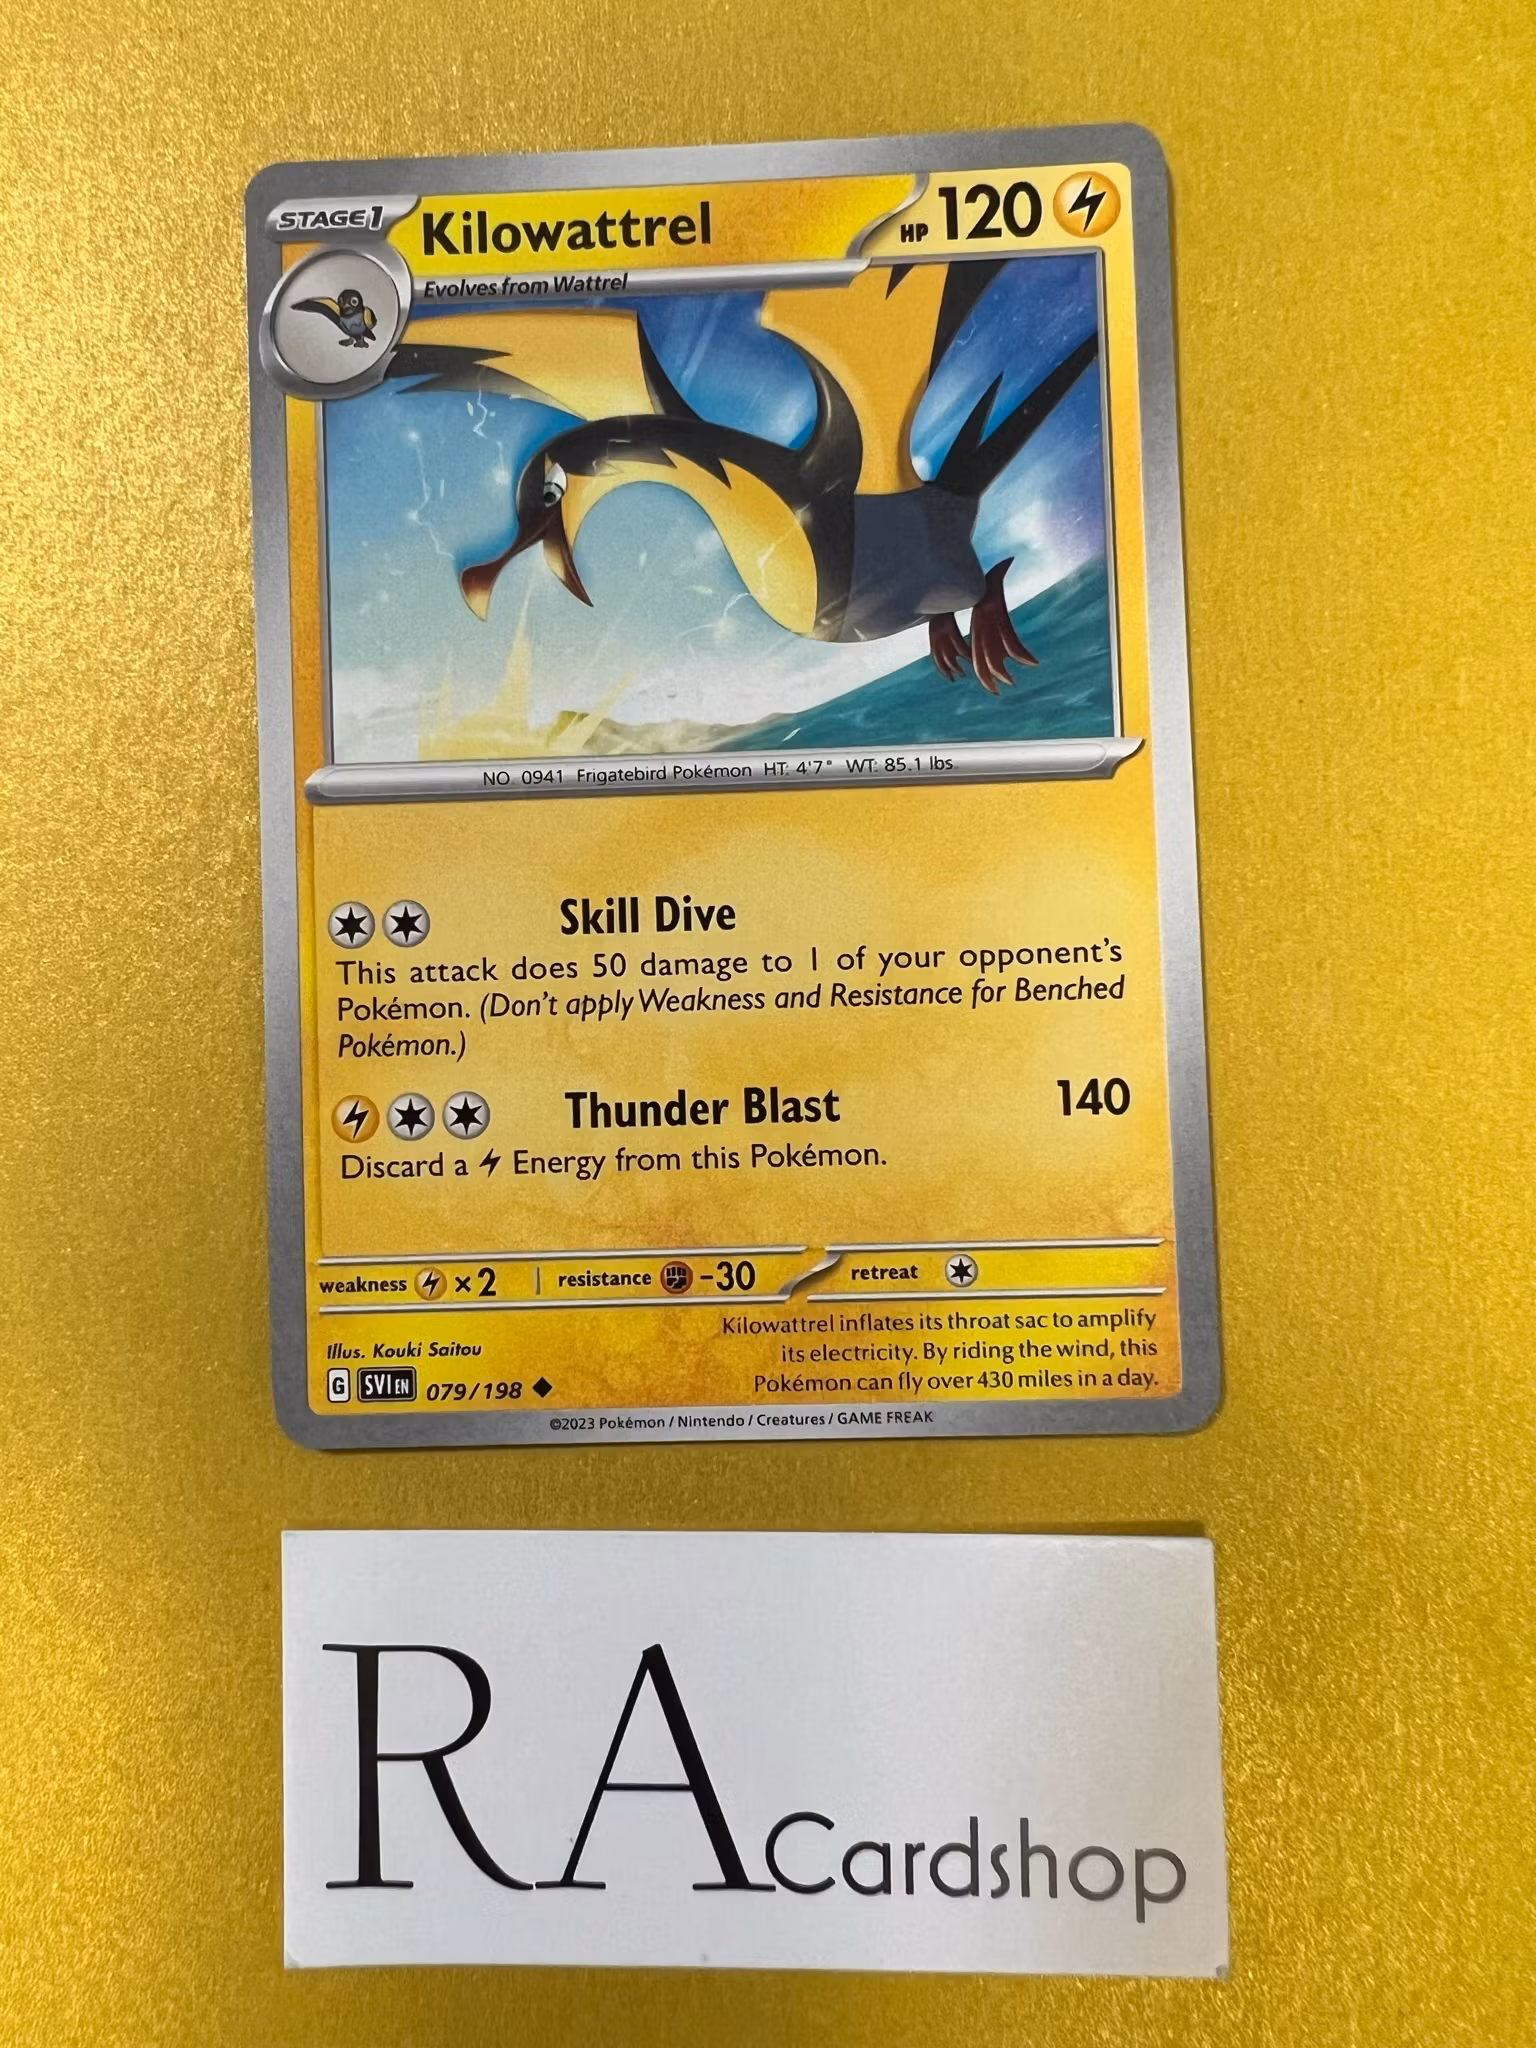 STAGE 1
Kilowattrel
HP 120
Evolves from Wattrel
NO. 0941 Frigatebird Pokémon HT: 4'7" WT: 85.1 lbs.
Skill Dive
This attack does 50 damage to 1 of your opponent's
Pokémon. (Don't apply Weakness and Resistance for Benched
Pokémon.)
Thunder Blast 140
Discard a Energy from this Pokémon.
weakness ×2 resistance -30 retreat
Kilowattrel inflates its throat sac to amplify
its electricity. By riding the wind, this
Pokémon can fly over 430 miles in a day.
Illus. Kouki Saitou
G SVI EN 079/198
©2023 Pokémon / Nintendo / Creatures / GAME FREAK
RA Cardshop